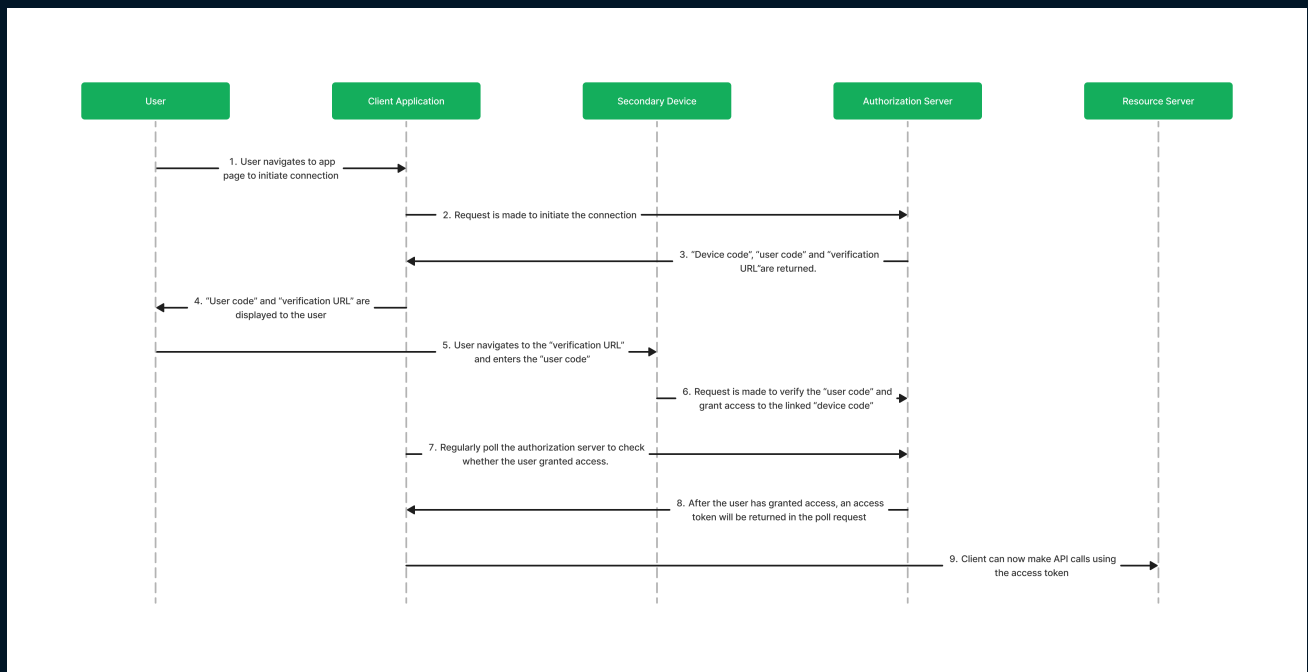 User
Client Application
Secondary Device
Authorization Server
Resource Server
1. User navigates to app
page to initiate connection
2. Request is made to initiate the connection
3. “Device code”, “user code” and “verification
URL”are returned.
4. “User code” and “verification URL” are
displayed to the user
5. User navigates to the “verification URL”
and enters the “user code”
6. Request is made to verify the “user code” and
grant access to the linked “device code”
7. Regularly poll the authorization server to check
whether the user granted access.
8. After the user has granted access, an access
token will be returned in the poll request
9. Client can now make API calls using
the access token